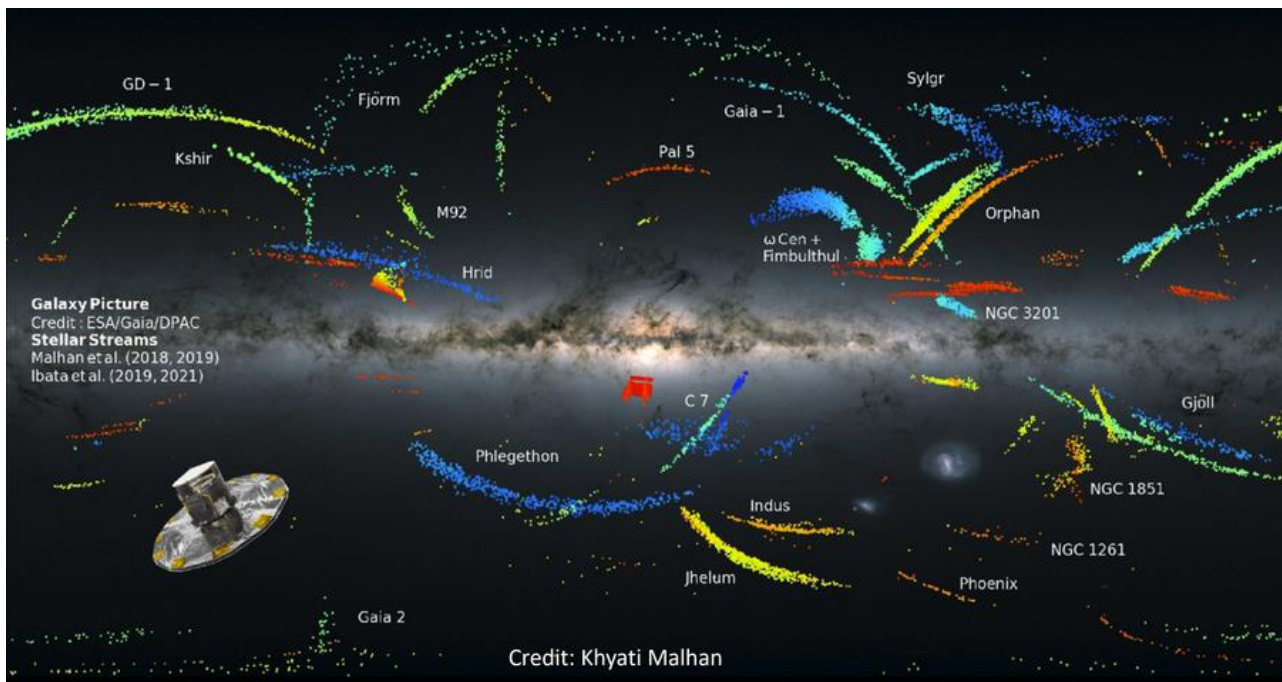 GD – 1
Fjörm
Kshir
M92
Hrid
Pal 5
Gaia – 1
Sylgr
Orphan
ω Cen +
Fimbulthul
NGC 3201
Galaxy Picture
Credit : ESA/Gaia/DPAC
Stellar Streams
Malhan et al. (2018, 2019)
Ibata et al. (2019, 2021)
C 7
Gjöll
Phlegethon
NGC 1851
Indus
NGC 1261
Jhelum
Phoenix
Gaia 2
Credit: Khyati Malhan